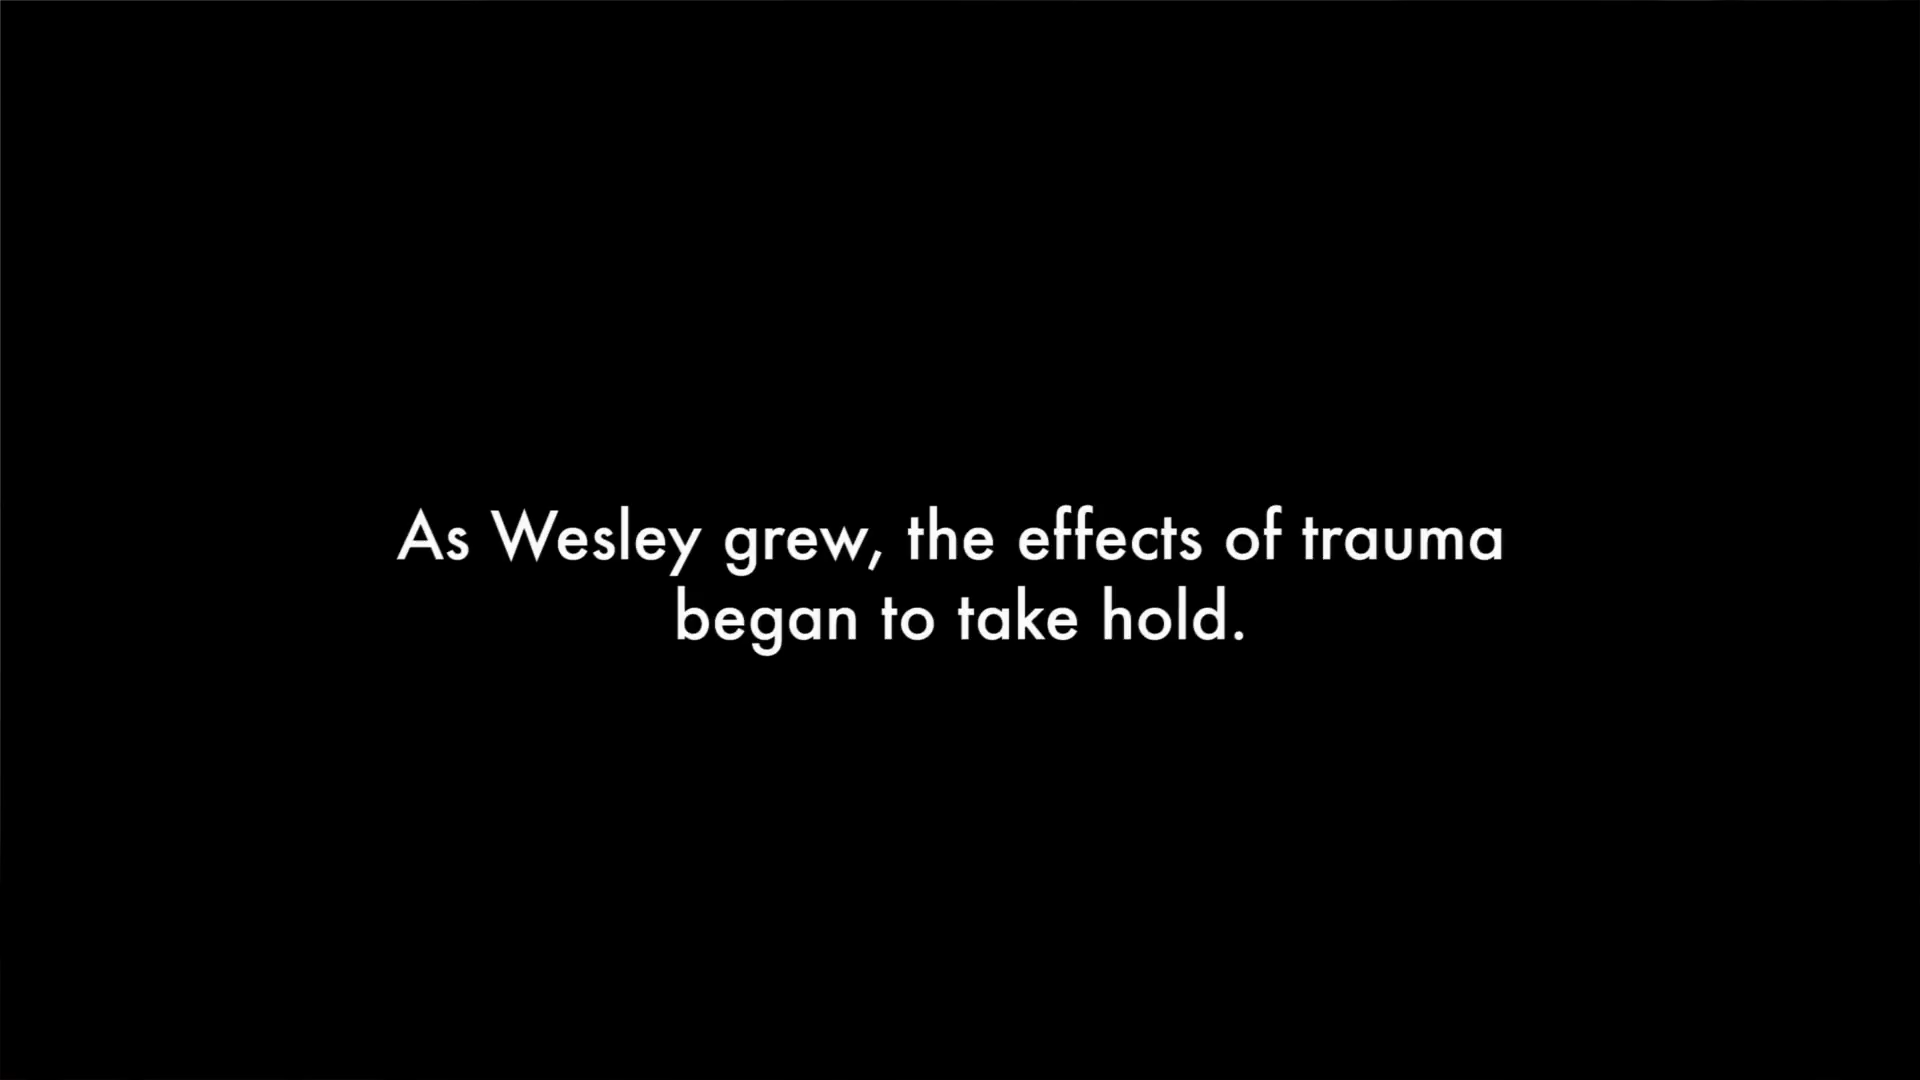 As Wesley grew, the effects of trauma
began to take hold.